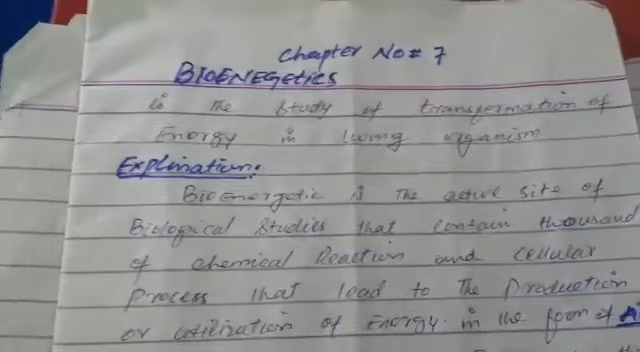 Chapter No# 7
BIOENEGETICS
is the study of transformation of
Energy in living organism
Explination:
Bioenergetic is the active site of
Biological Studies that contain thousand
of chemical Reaction and cellular
Process that lead to the Production
or utilization of Energy in the form of